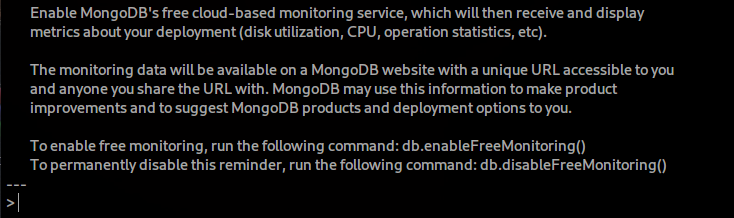 Enable MongoDB's free cloud-based monitoring service, which will then receive and display
metrics about your deployment (disk utilization, CPU, operation statistics, etc).
The monitoring data will be available on a MongoDB website with a unique URL accessible to you
and anyone you share the URL with. MongoDB may use this information to make product
improvements and to suggest MongoDB products and deployment options to you.
To enable free monitoring, run the following command: db.enableFreeMonitoring()
To permanently disable this reminder, run the following command: db.disableFreeMonitoring()
---
>